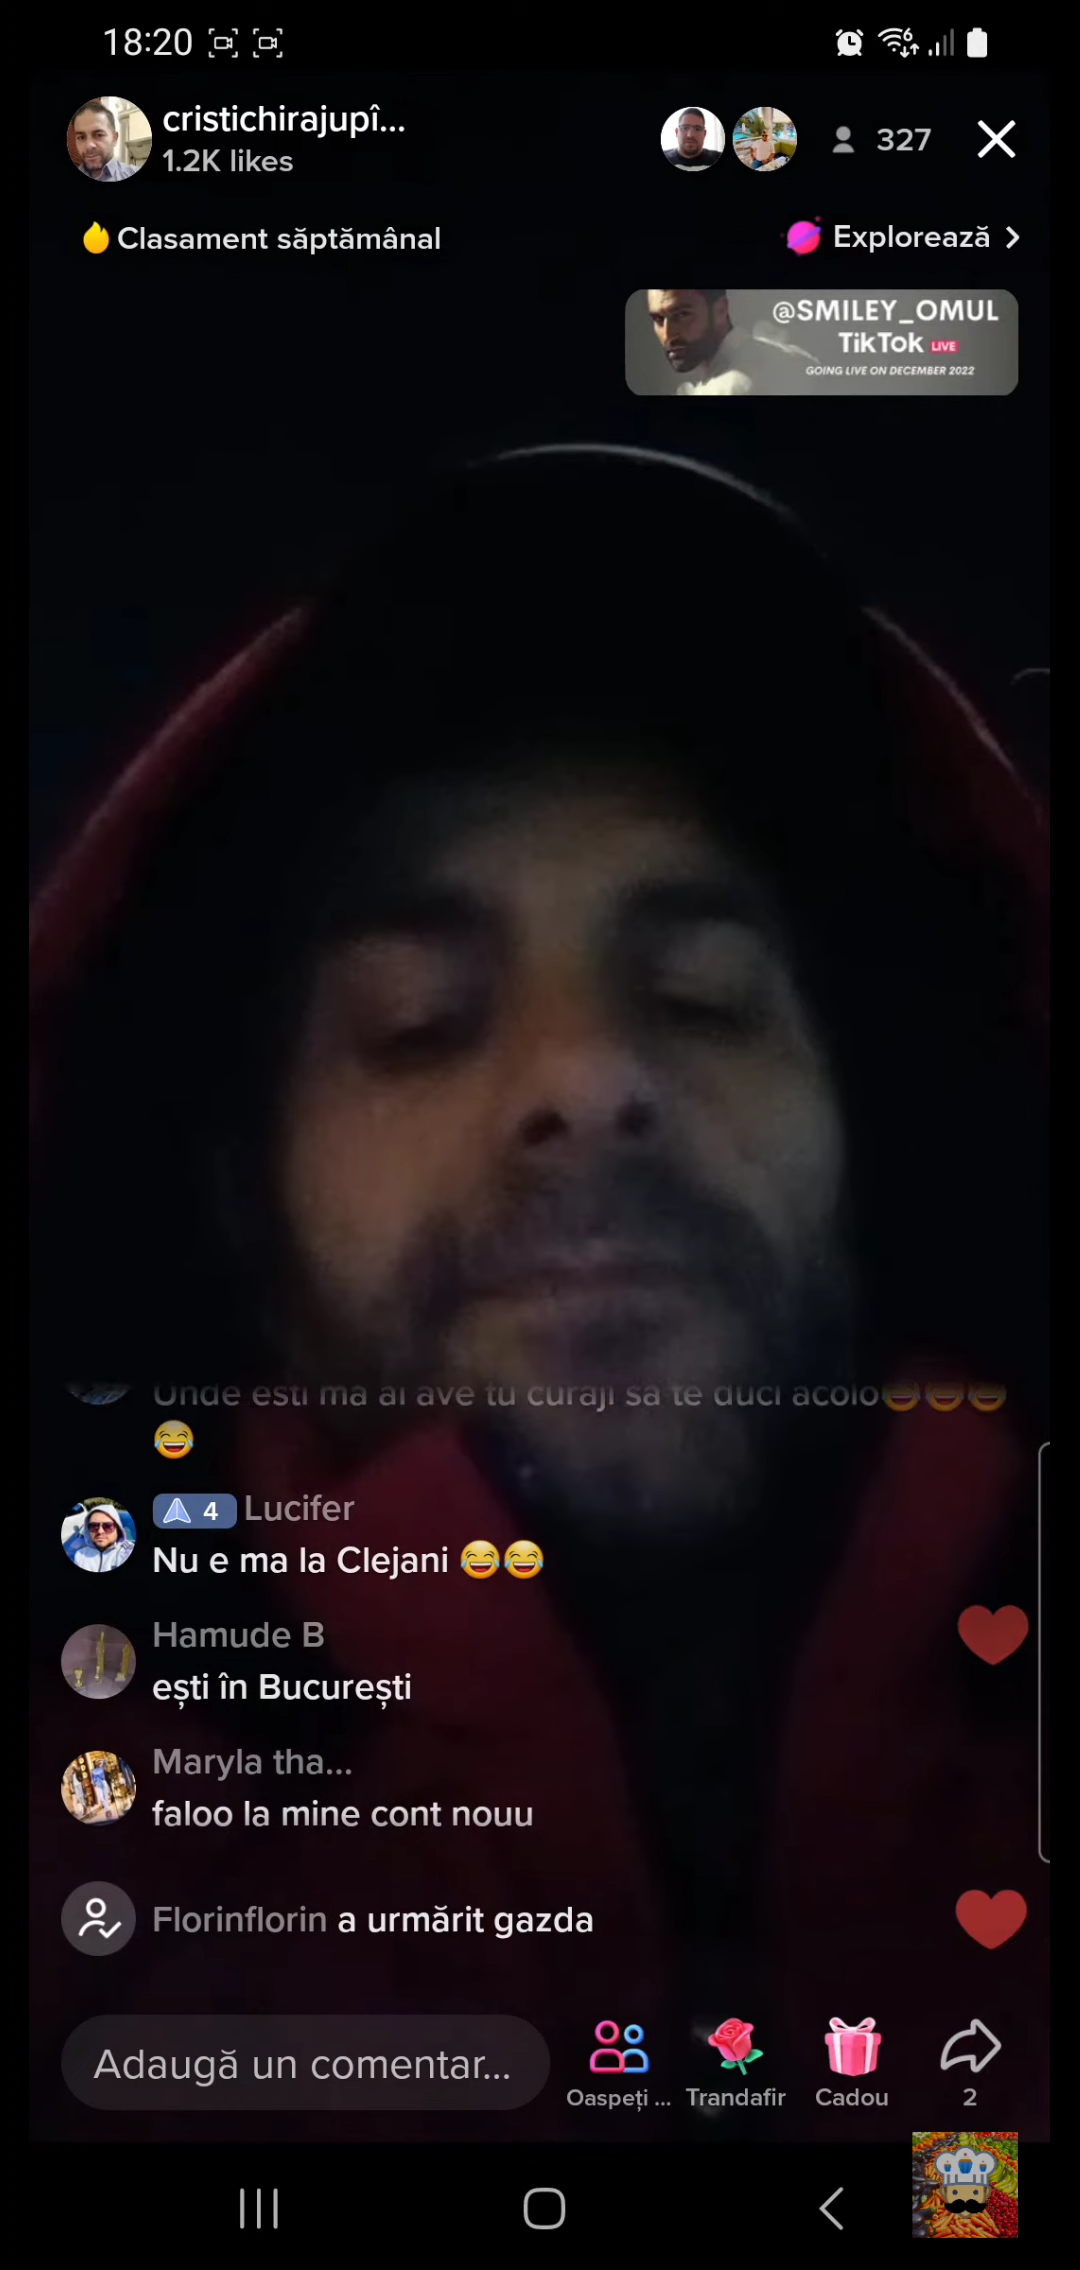 18:20
cristichirajupî...
1.2K likes
327
Clasament săptămânal
Explorează
@SMILEY_OMUL
TikTok LIVE
GOING LIVE ON DECEMBER 2022
Unde esti ma ai ave tu curaji sa te duci acolo😂😂😂
😂
4 Lucifer
Nu e ma la Clejani 😂😂
Hamude B
ești în București
Maryla tha...
faloo la mine cont nouu
Florinflorin a urmărit gazda
Adaugă un comentar...
Oaspeți ...
Trandafir
Cadou
2